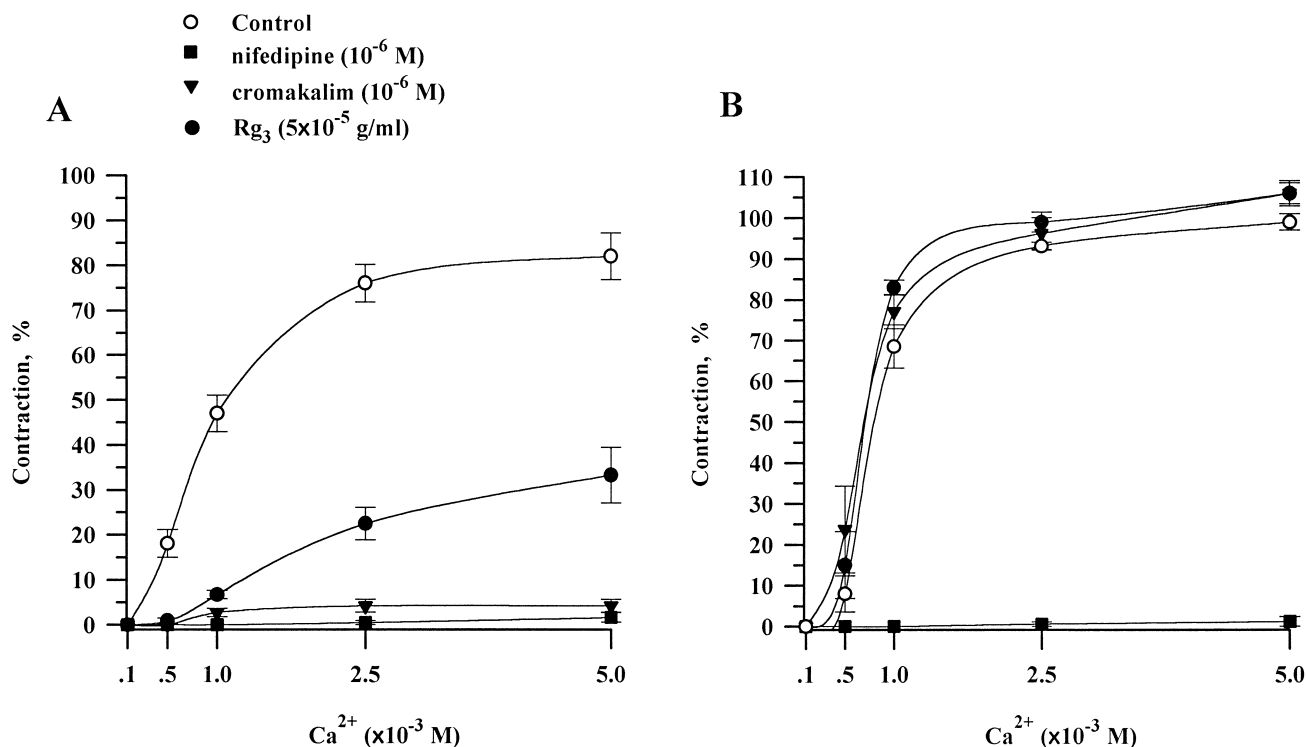 Control
nifedipine (10⁻⁶ M)
cromakalim (10⁻⁶ M)
Rg₃ (5x10⁻⁵ g/ml)
A
100
90
80
70
60
50
40
30
20
10
0
Contraction, %
.1 .5 1.0 2.5 5.0
Ca²⁺ (x10⁻³ M)
B
110
100
90
80
70
60
50
40
30
20
10
0
Contraction, %
.1 .5 1.0 2.5 5.0
Ca²⁺ (x10⁻³ M)